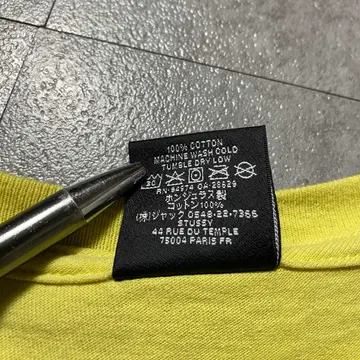 100% COTTON
MACHINE WASH COLD
TUMBLE DRY LOW
30
RN-94974 CA-28629
ホンジュラス製
コットン100%
(株)ジャック 0548-22-7365
STUSSY
44 RUE DU TEMPLE
75004 PARIS FR